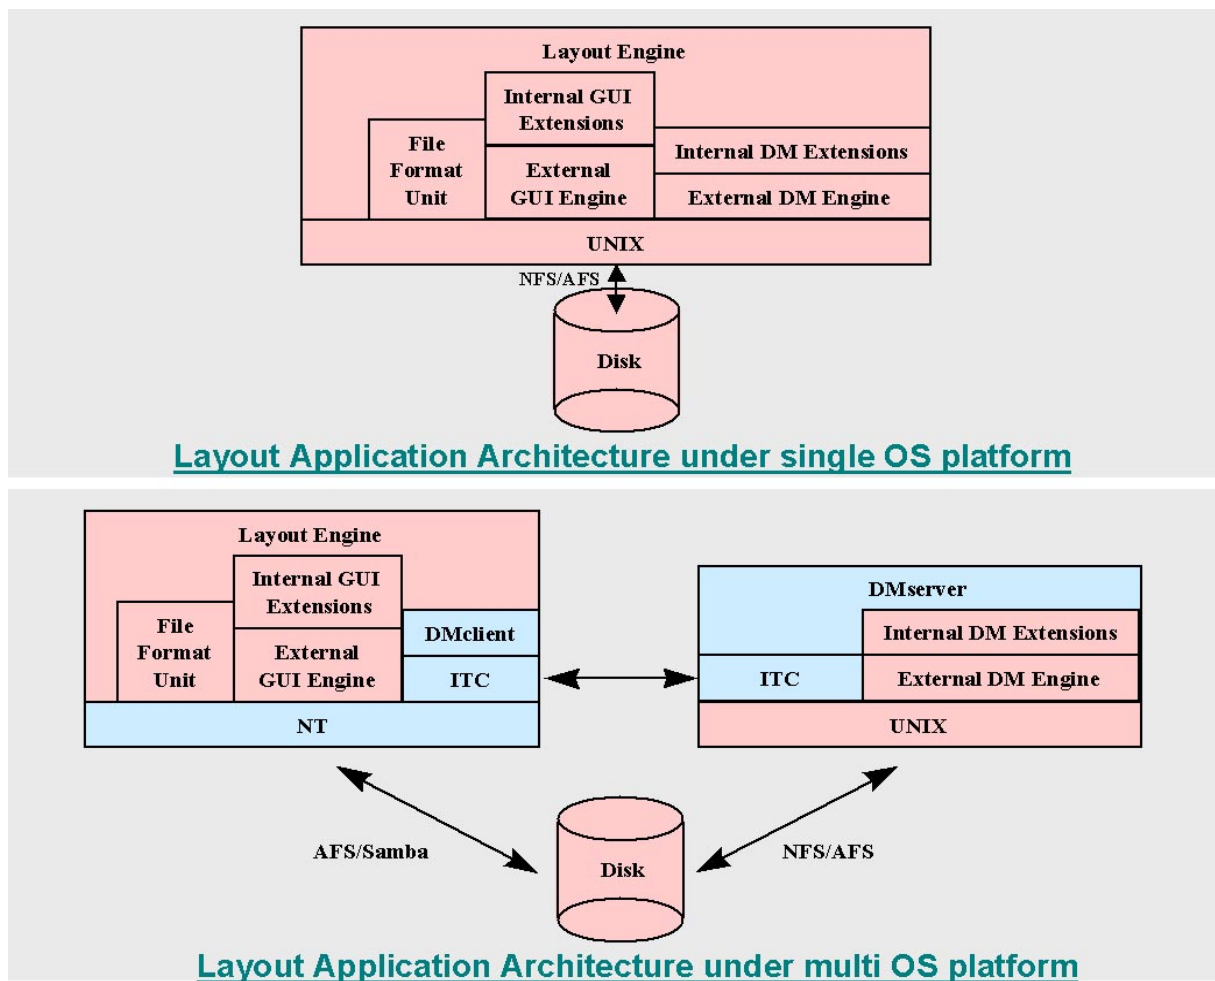 Layout Engine
Internal GUI
Extensions
File
Format
Unit
External
GUI Engine
Internal DM Extensions
External DM Engine
UNIX
NFS/AFS
Disk
Layout Application Architecture under single OS platform
Layout Engine
Internal GUI
Extensions
File
Format
Unit
External
GUI Engine
DMclient
ITC
NT
DMserver
Internal DM Extensions
ITC
External DM Engine
UNIX
AFS/Samba
Disk
NFS/AFS
Layout Application Architecture under multi OS platform